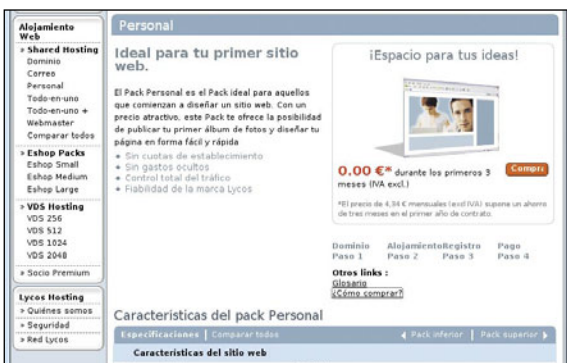 Alojamiento
Web
» Shared Hosting
Dominio
Correo
Personal
Todo-en-uno
Todo-en-uno +
Webmaster
Comparar todos
» Eshop Packs
Eshop Small
Eshop Medium
Eshop Large
» VDS Hosting
VDS 256
VDS 512
VDS 1024
VDS 2048
» Socio Premium
Lycos Hosting
» Quiénes somos
» Seguridad
» Red Lycos
Personal
Ideal para tu primer sitio
web.
El Pack Personal es el Pack ideal para aquellos
que comienzan a diseñar un sitio web. Con un
precio atractivo, este Pack te ofrece la posibilidad
de publicar tu primer álbum de fotos y diseñar tu
página en forma fácil y rápida
Sin cuotas de establecimiento
Sin gastos ocultos
Control total del tráfico
Fiabilidad de la marca Lycos
¡Espacio para tus ideas!
0.00 €* durante los primeros 3
meses (IVA excl.)
Compra
*El precio de 4,94 € mensuales (excl IVA) supone un ahorro
de tres meses en el primer año de contrato.
Dominio AlojamientoRegistro Pago
Paso 1 Paso 2 Paso 3 Paso 4
Otros links :
Glosario
¿Cómo comprar?
Caracteristicas del pack Personal
Especificaciones | Comparar todos
Pack inferior | Pack superior
Caracteristicas del sitio web